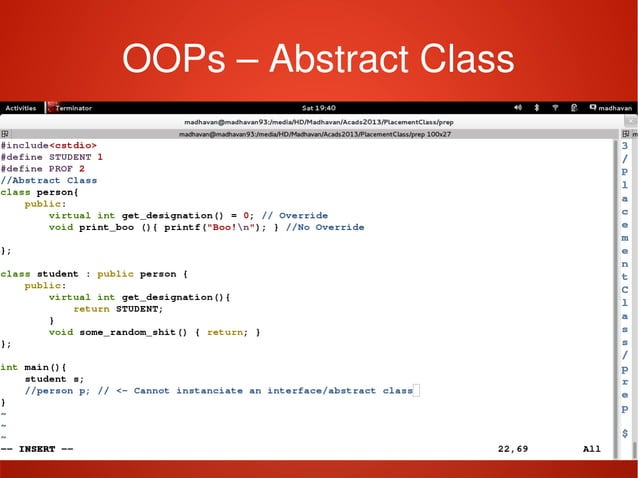 OOPs – Abstract Class
Activities Terminator Sat 19:40 madhavan
madhavan@madhavan93:/media/HD/Madhavan/Acads2013/PlacementClass/prep
madhavan@madhavan93:/media/HD/Madhavan/Acads2013/PlacementClass/prep 100x27
#include<cstdio>
#define STUDENT 1
#define PROF 2
//Abstract Class
class person{
public:
virtual int get_designation() = 0; // Override
void print_boo (){ printf("Boo!\n"); } //No Override
};
class student : public person {
public:
virtual int get_designation(){
return STUDENT;
}
void some_random_shit() { return; }
};
int main(){
student s;
//person p; // <- Cannot instanciate an interface/abstract class
}
~
~
~
-- INSERT -- 22,69 All
m
3
/
P
l
a
c
e
m
e
n
t
C
l
a
s
s
/
p
r
e
p
$